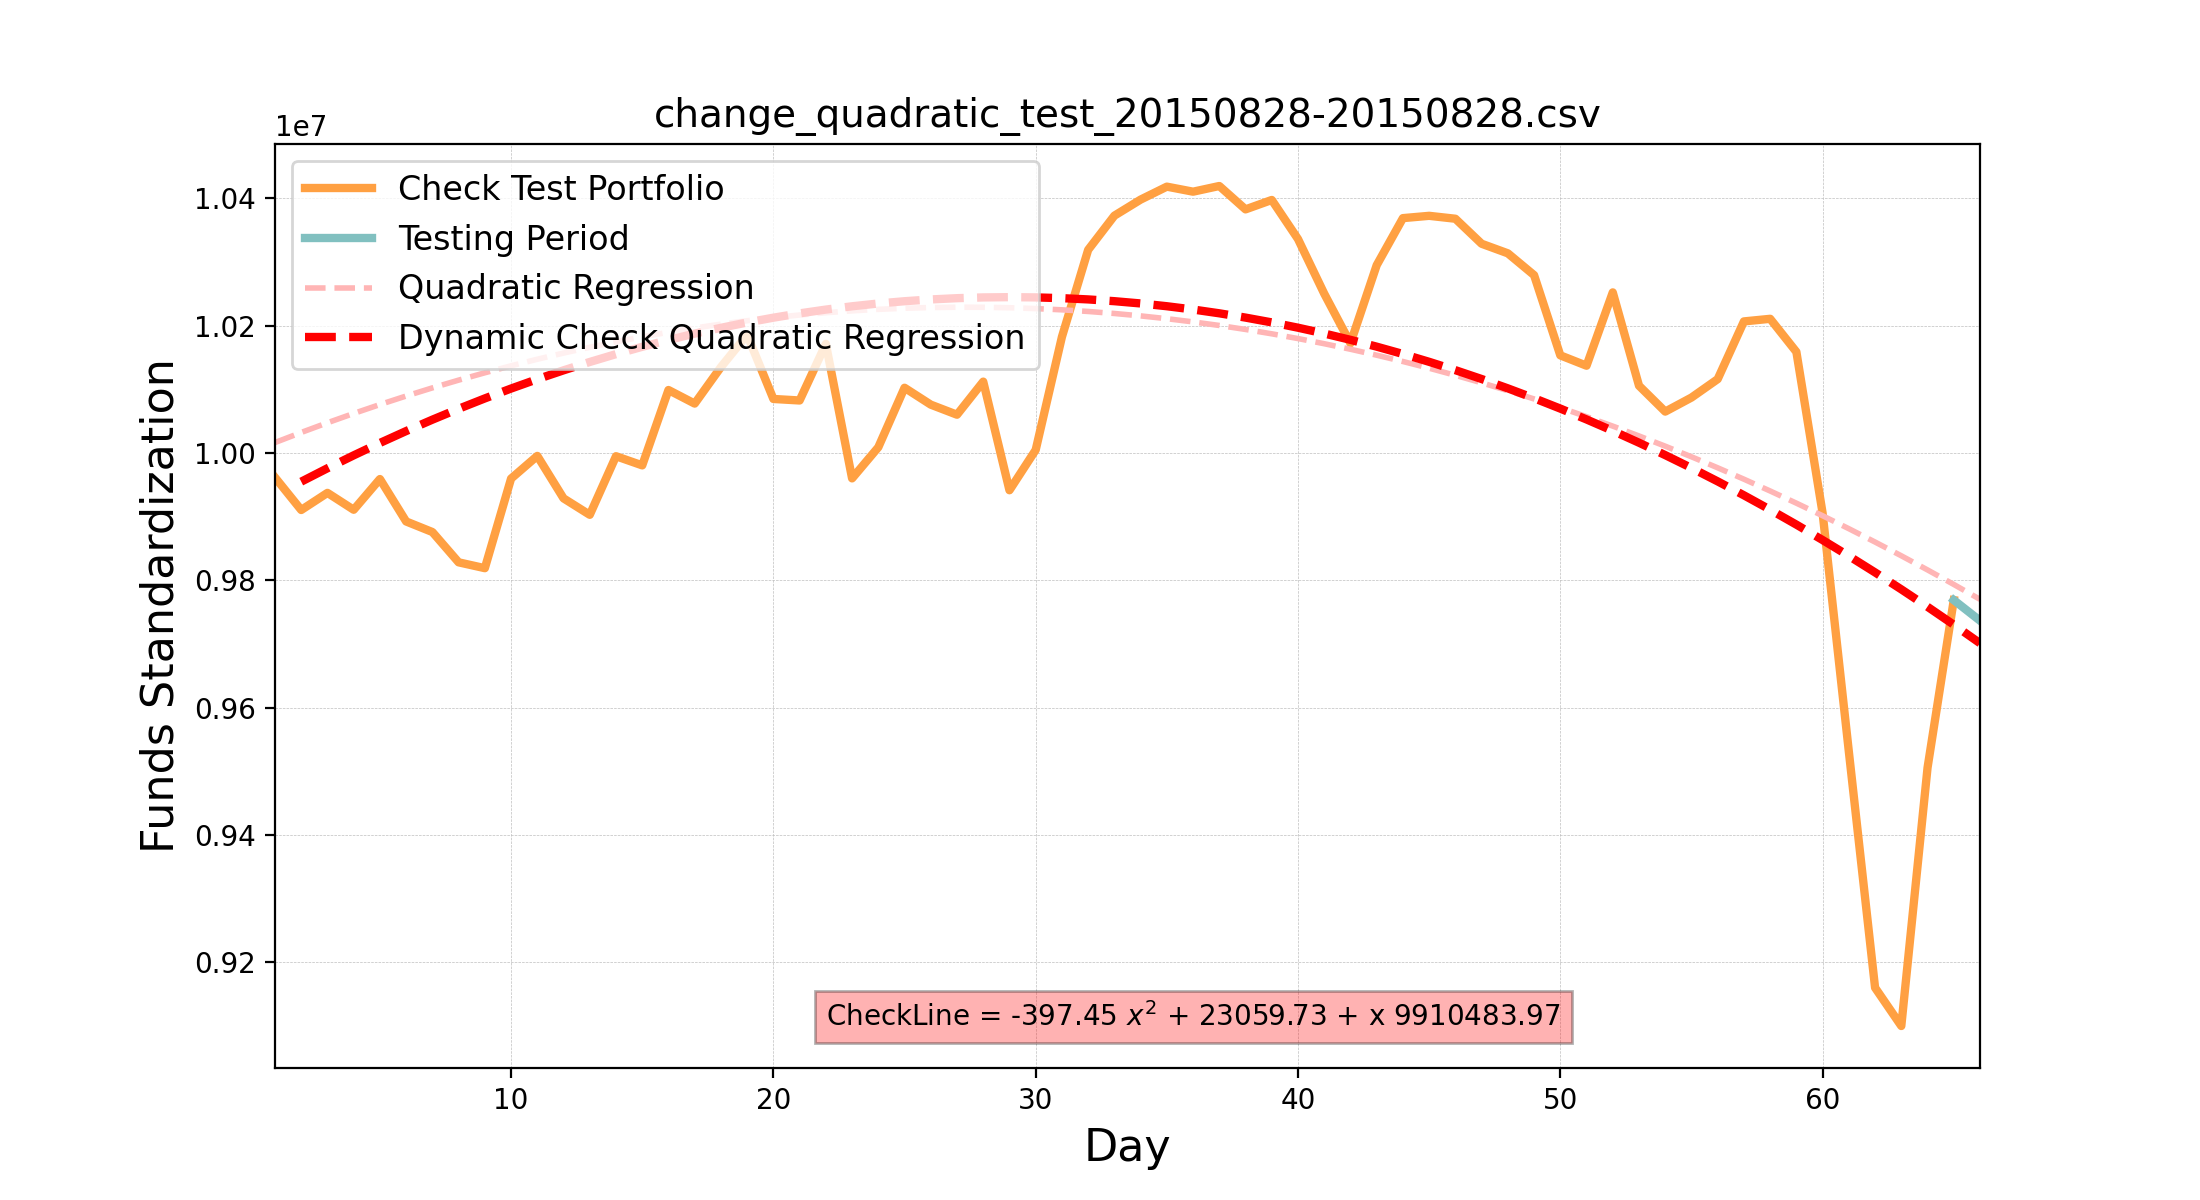 change_quadratic_test_20150828-20150828.csv
1e7
Check Test Portfolio
Testing Period
Quadratic Regression
Dynamic Check Quadratic Regression
1.04
1.02
1.00
0.98
0.96
0.94
0.92
Funds Standardization
CheckLine = -397.45 x² + 23059.73 + x 9910483.97
10 20 30 40 50 60
Day